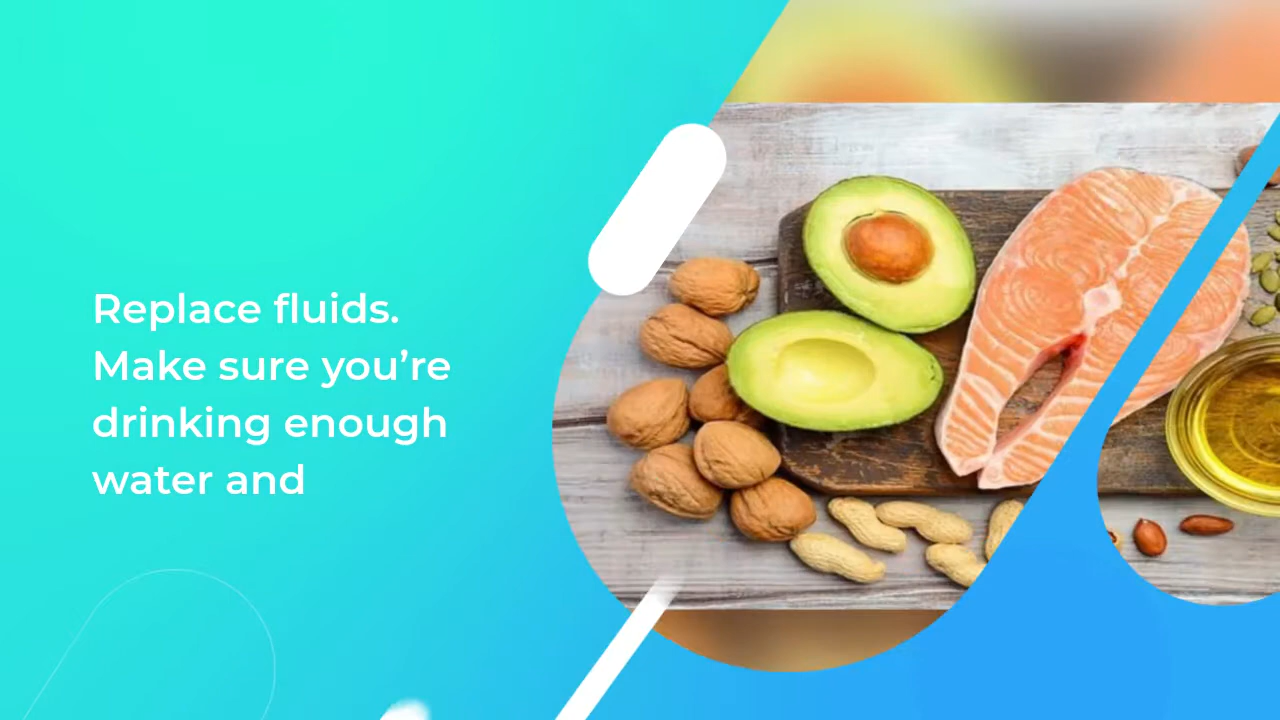 Replace fluids.
Make sure you’re
drinking enough
water and